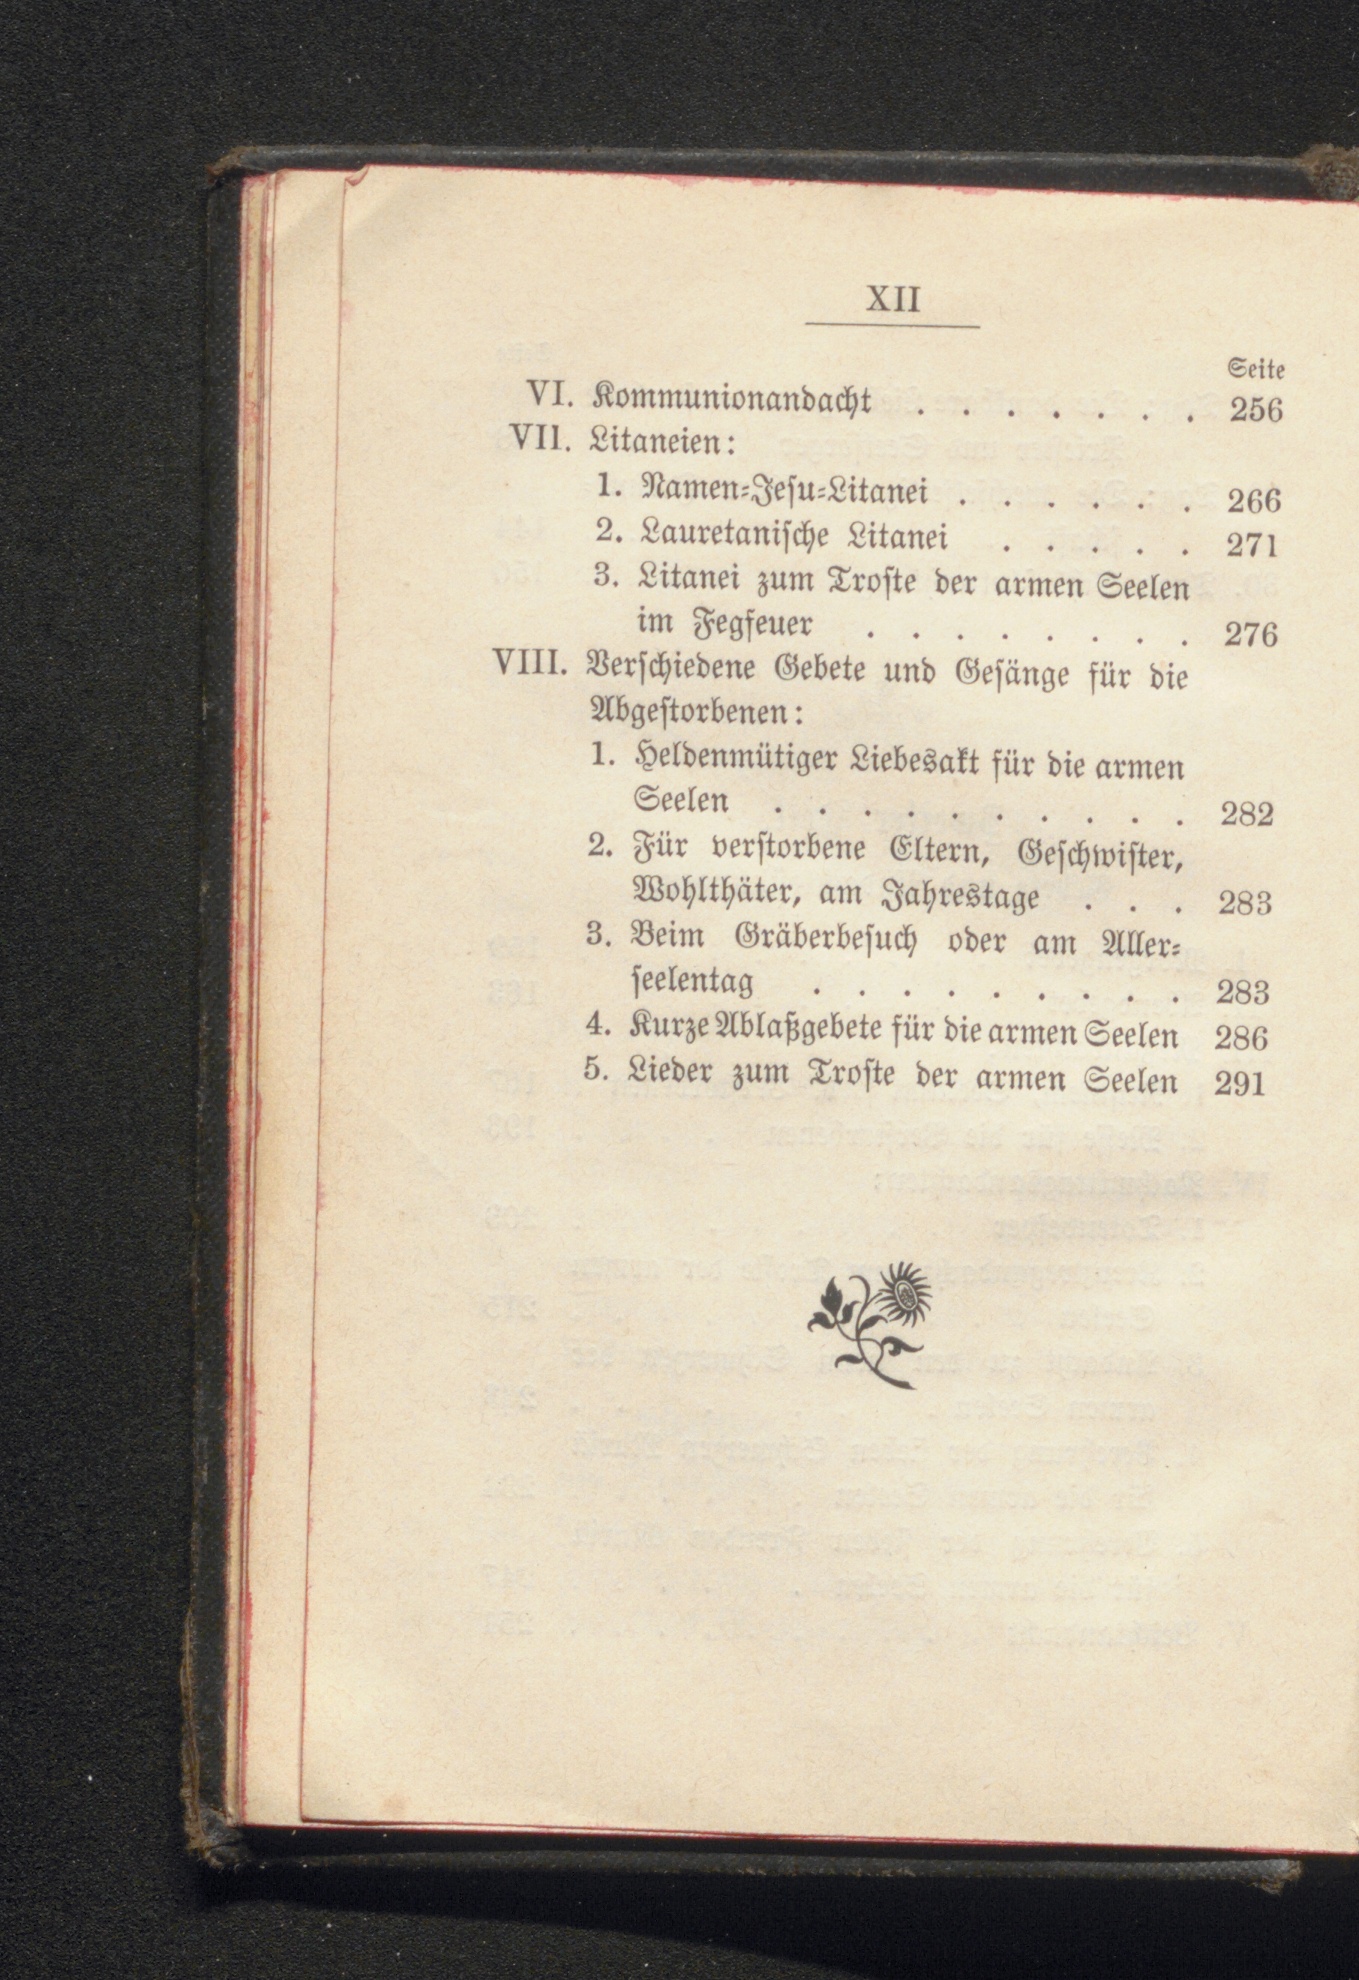 XII
Seite
VI. Kommunionandacht . . . . . . . 256
VII. Litaneien:
1. Namen-Jesu-Litanei . . . . . . 266
2. Lauretanische Litanei . . . . . 271
3. Litanei zum Troste der armen Seelen
im Fegfeuer . . . . . . . . 276
VIII. Verschiedene Gebete und Gesänge für die
Abgestorbenen:
1. Heldenmütiger Liebesakt für die armen
Seelen . . . . . . . . . . 282
2. Für verstorbene Eltern, Geschwister,
Wohlthäter, am Jahrestage . . . 283
3. Beim Gräberbesuch oder am Aller-
seelentag . . . . . . . . . 283
4. Kurze Ablaßgebete für die armen Seelen 286
5. Lieder zum Troste der armen Seelen 291